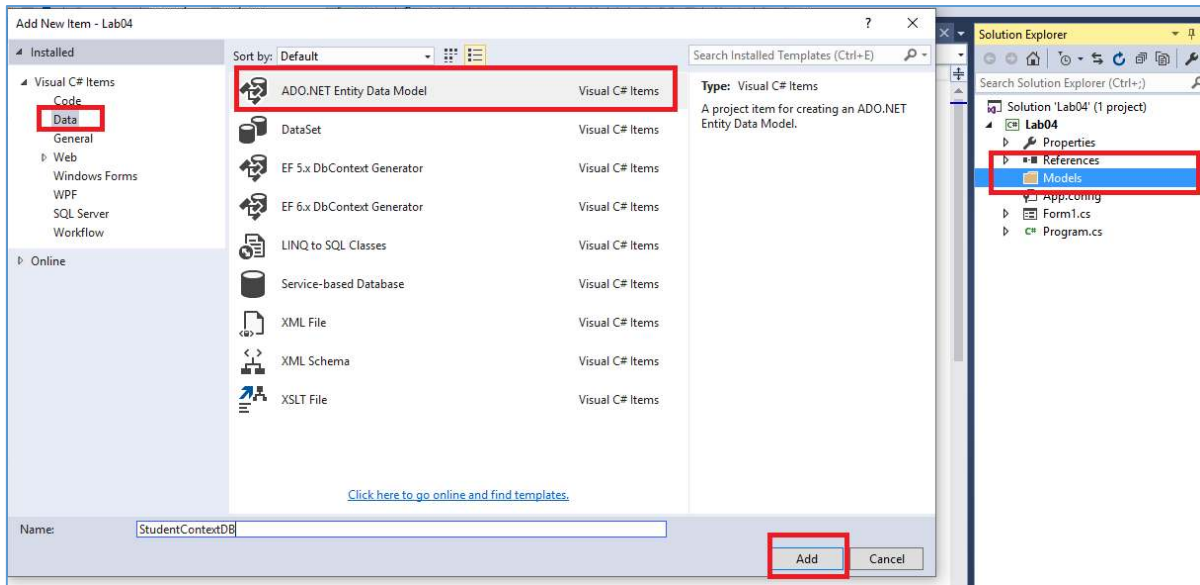 Add New Item - Lab04
?
Installed
Visual C# Items
Code
Data
General
Web
Windows Forms
WPF
SQL Server
Workflow
Online
Sort by: Default
ADO.NET Entity Data Model Visual C# Items
DataSet Visual C# Items
EF 5.x DbContext Generator Visual C# Items
EF 6.x DbContext Generator Visual C# Items
LINQ to SQL Classes Visual C# Items
Service-based Database Visual C# Items
XML File Visual C# Items
XML Schema Visual C# Items
XSLT File Visual C# Items
Click here to go online and find templates.
Search Installed Templates (Ctrl+E)
Type: Visual C# Items
A project item for creating an ADO.NET
Entity Data Model.
Name: StudentContextDB
Add Cancel
Solution Explorer
Search Solution Explorer (Ctrl+;)
Solution 'Lab04' (1 project)
C# Lab04
Properties
References
Models
App.config
Form1.cs
C# Program.cs